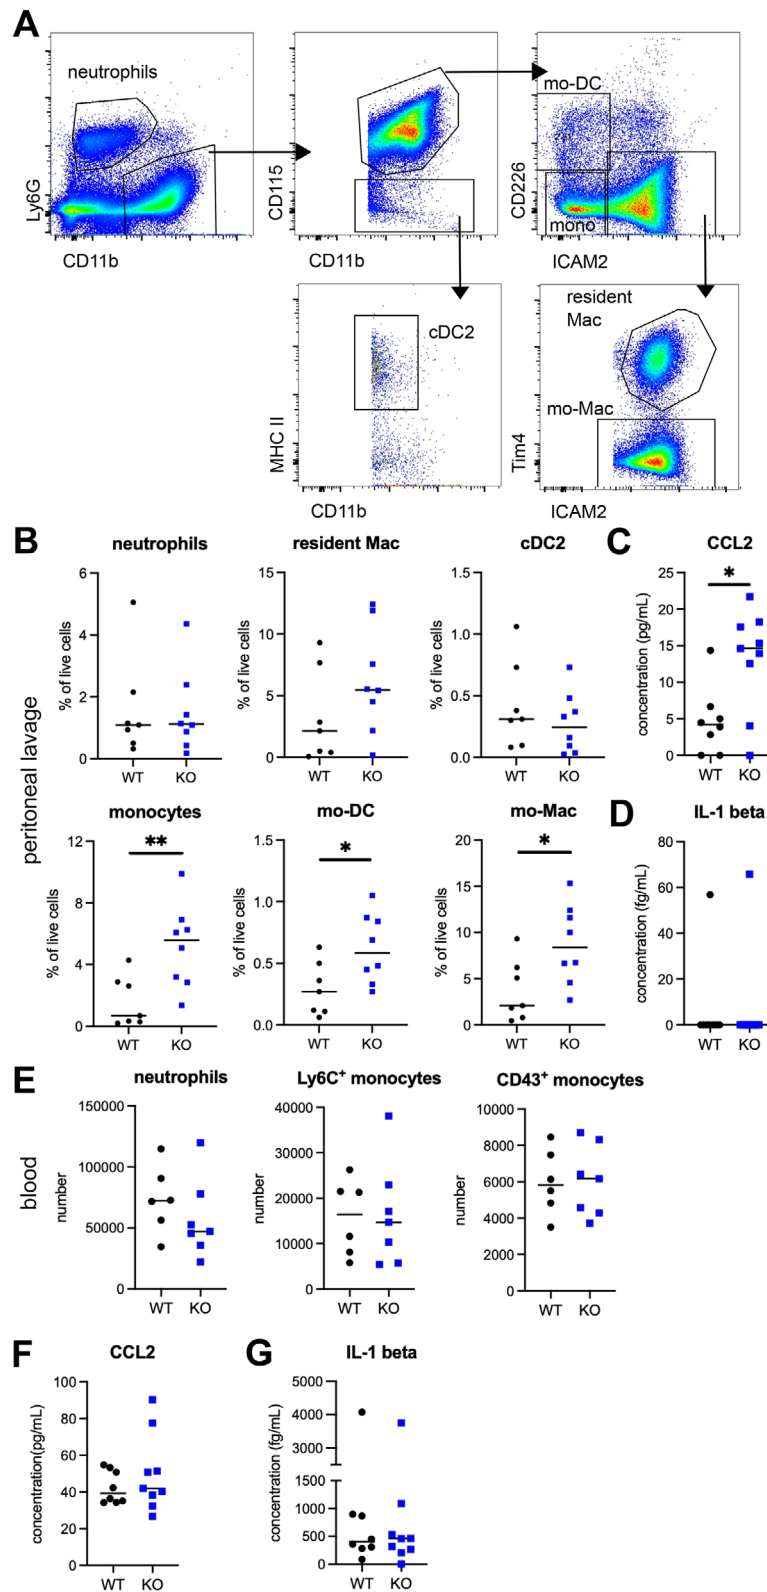 A
neutrophils
Ly6G
CD11b
CD115
CD11b
mo-DC
CD226
mono
ICAM2
cDC2
MHC II
CD11b
resident
Mac
mo-Mac
Tim4
ICAM2
B
peritoneal lavage
neutrophils
% of live cells
6
4
2
0
WT KO
resident Mac
% of live cells
15
10
5
0
WT KO
cDC2
% of live cells
1.5
1.0
0.5
0.0
WT KO
C
CCL2
concentration (pg/mL)
25
20
15
10
5
0
*
WT KO
monocytes
% of live cells
12
8
4
0
**
WT KO
mo-DC
% of live cells
1.5
1.0
0.5
0.0
*
WT KO
mo-Mac
% of live cells
20
15
10
5
0
*
WT KO
D
IL-1 beta
concentration (fg/mL)
80
60
40
20
0
WT KO
E
blood
neutrophils
number
150000
100000
50000
0
WT KO
Ly6C+ monocytes
number
40000
30000
20000
10000
0
WT KO
CD43+ monocytes
number
10000
8000
6000
4000
2000
0
WT KO
F
CCL2
concentration(pg/mL)
100
80
60
40
20
0
WT KO
G
IL-1 beta
concentration (fg/mL)
5000
4000
3000
1500
1000
500
0
WT KO